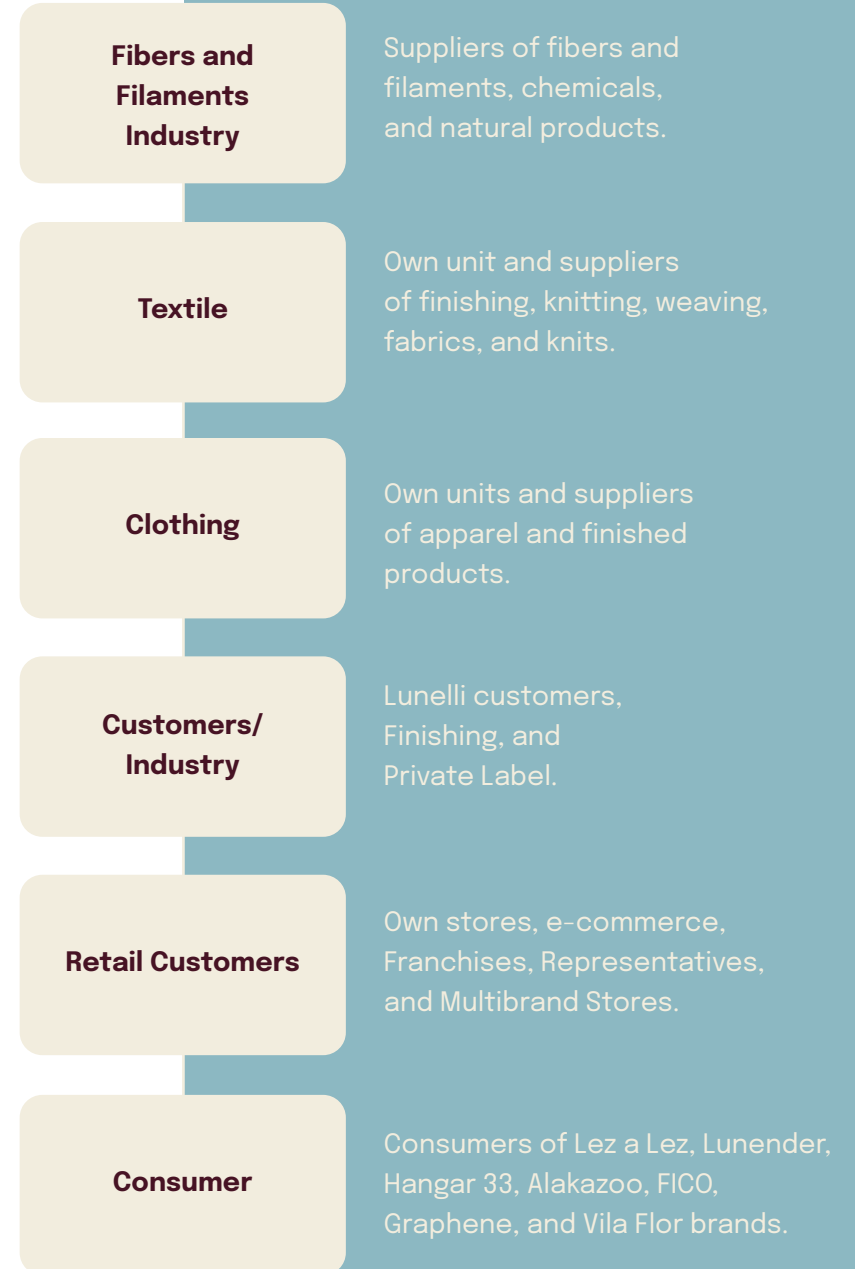 Fibers and
Filaments
Industry
Suppliers of fibers and
filaments, chemicals,
and natural products.
Textile
Own unit and suppliers
of finishing, knitting, weaving,
fabrics, and knits.
Clothing
Own units and suppliers
of apparel and finished
products.
Customers/
Industry
Lunelli customers,
Finishing, and
Private Label.
Retail Customers
Own stores, e-commerce,
Franchises, Representatives,
and Multibrand Stores.
Consumer
Consumers of Lez a Lez, Lunender,
Hangar 33, Alakazoo, FICO,
Graphene, and Vila Flor brands.